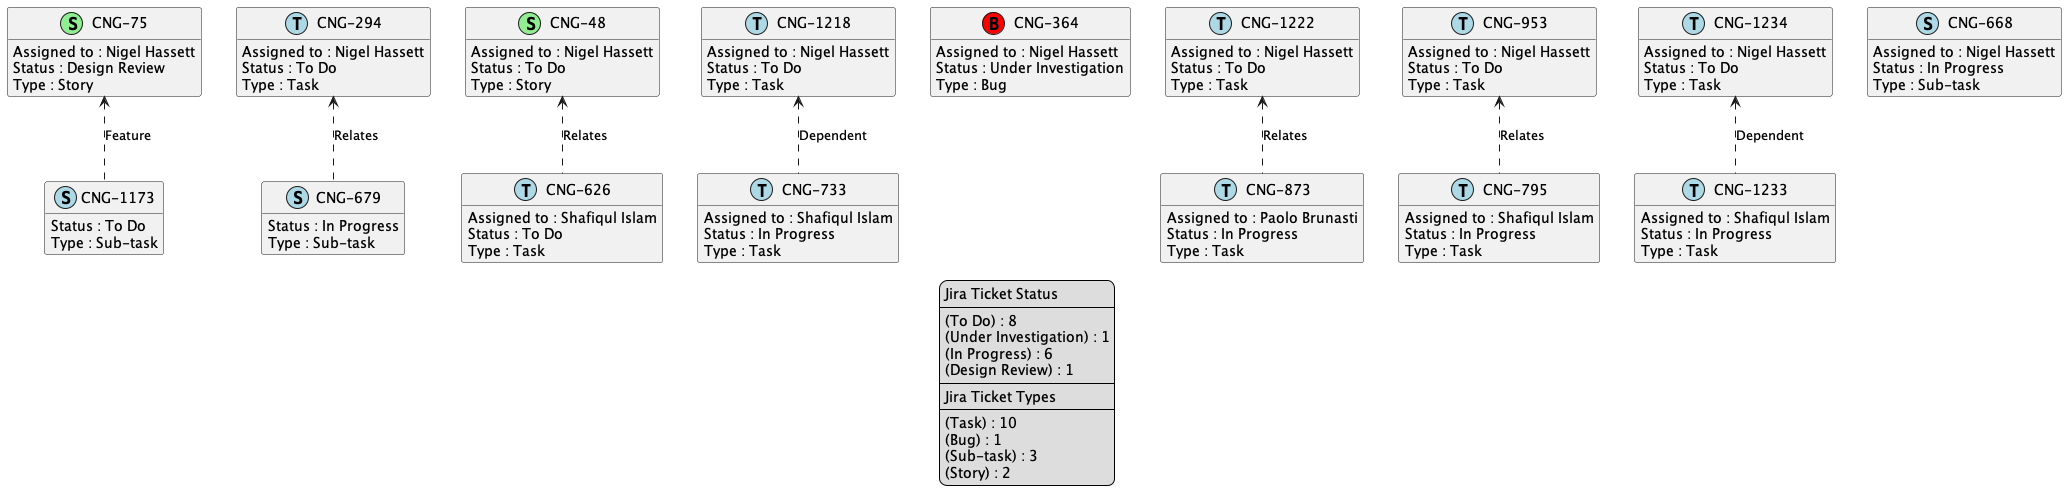 S CNG-75
Assigned to : Nigel Hassett
Status : Design Review
Type : Story
T CNG-294
Assigned to : Nigel Hassett
Status : To Do
Type : Task
S CNG-48
Assigned to : Nigel Hassett
Status : To Do
Type : Story
T CNG-1218
Assigned to : Nigel Hassett
Status : To Do
Type : Task
B CNG-364
Assigned to : Nigel Hassett
Status : Under Investigation
Type : Bug
T CNG-1222
Assigned to : Nigel Hassett
Status : To Do
Type : Task
T CNG-953
Assigned to : Nigel Hassett
Status : To Do
Type : Task
T CNG-1234
Assigned to : Nigel Hassett
Status : To Do
Type : Task
S CNG-668
Assigned to : Nigel Hassett
Status : In Progress
Type : Sub-task
Feature
Relates
Relates
Dependent
Relates
Relates
Dependent
S CNG-1173
Status : To Do
Type : Sub-task
S CNG-679
Status : In Progress
Type : Sub-task
T CNG-626
Assigned to : Shafiqul Islam
Status : To Do
Type : Task
T CNG-733
Assigned to : Shafiqul Islam
Status : In Progress
Type : Task
T CNG-873
Assigned to : Paolo Brunasti
Status : In Progress
Type : Task
T CNG-795
Assigned to : Shafiqul Islam
Status : In Progress
Type : Task
T CNG-1233
Assigned to : Shafiqul Islam
Status : In Progress
Type : Task
Jira Ticket Status
(To Do) : 8
(Under Investigation) : 1
(In Progress) : 6
(Design Review) : 1
Jira Ticket Types
(Task) : 10
(Bug) : 1
(Sub-task) : 3
(Story) : 2